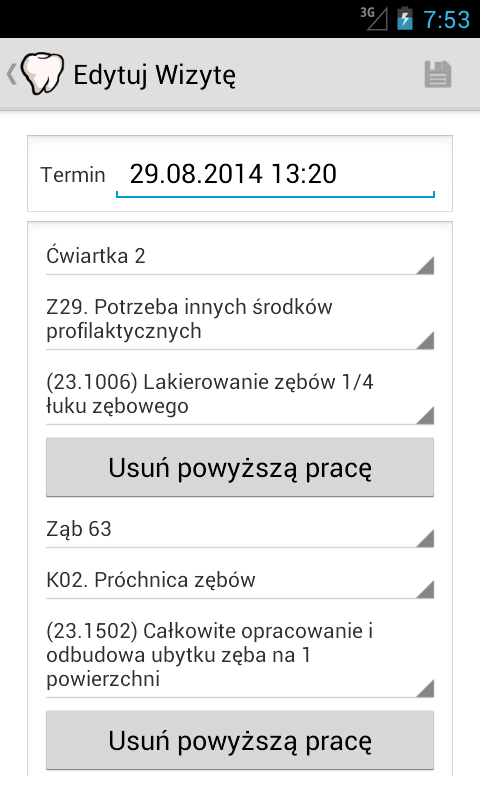 3G
7:53
Edytuj Wizytę
Termin
29.08.2014 13:20
Ćwiartka 2
Z29. Potrzeba innych środków
profilaktycznych
(23.1006) Lakierowanie zębów 1/4
łuku zębowego
Usuń powyższą pracę
Ząb 63
K02. Próchnica zębów
(23.1502) Całkowite opracowanie i
odbudowa ubytku zęba na 1
powierzchni
Usuń powyższą pracę